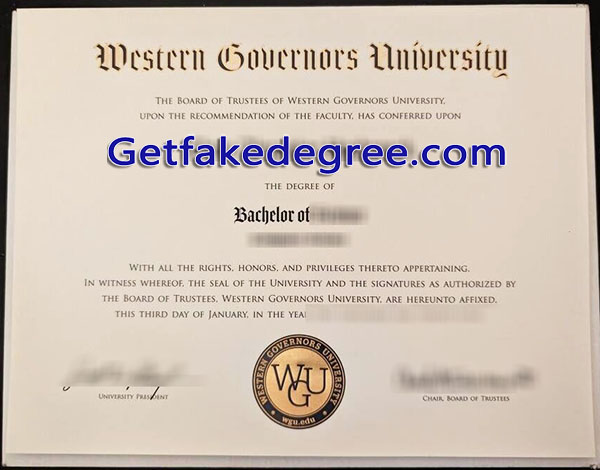 Western Governors University
THE BOARD OF TRUSTEES OF WESTERN GOVERNORS UNIVERSITY,
UPON THE RECOMMENDATION OF THE FACULTY, HAS CONFERRED UPON
Getfakedegree.com
THE DEGREE OF
Bachelor of
WITH ALL THE RIGHTS, HONORS, AND PRIVILEGES THERETO APPERTAINING.
IN WITNESS WHEREOF, THE SEAL OF THE UNIVERSITY AND THE SIGNATURES AS AUTHORIZED BY
THE BOARD OF TRUSTEES, WESTERN GOVERNORS UNIVERSITY, ARE HEREUNTO AFFIXED,
THIS THIRD DAY OF JANUARY, IN THE YEAR
WESTERN GOVERNORS UNIVERSITY
WGU
wgu.edu
UNIVERSITY PRESIDENT
CHAIR, BOARD OF TRUSTEES